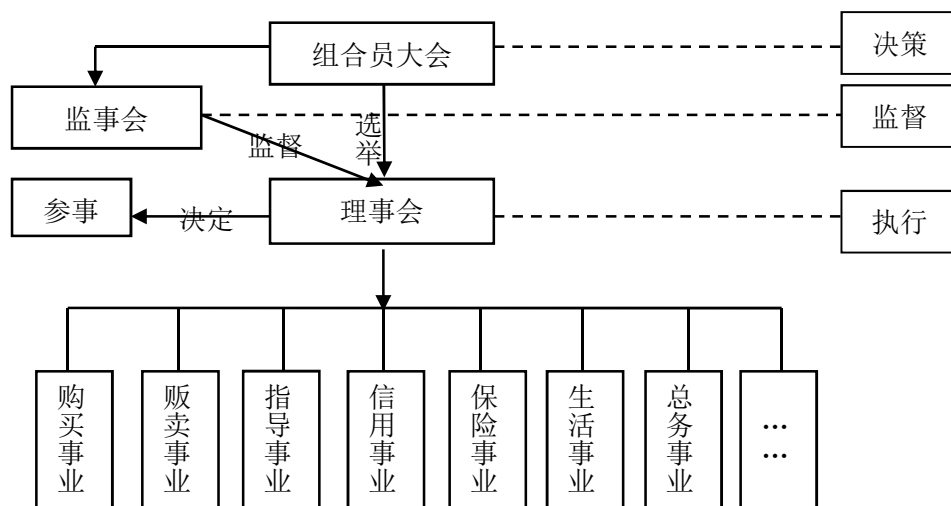 组合员大会
决策
监事会
监督
监督
选举
参事
决定
理事会
执行
购买事业
贩卖事业
指导事业
信用事业
保险事业
生活事业
总务事业
……